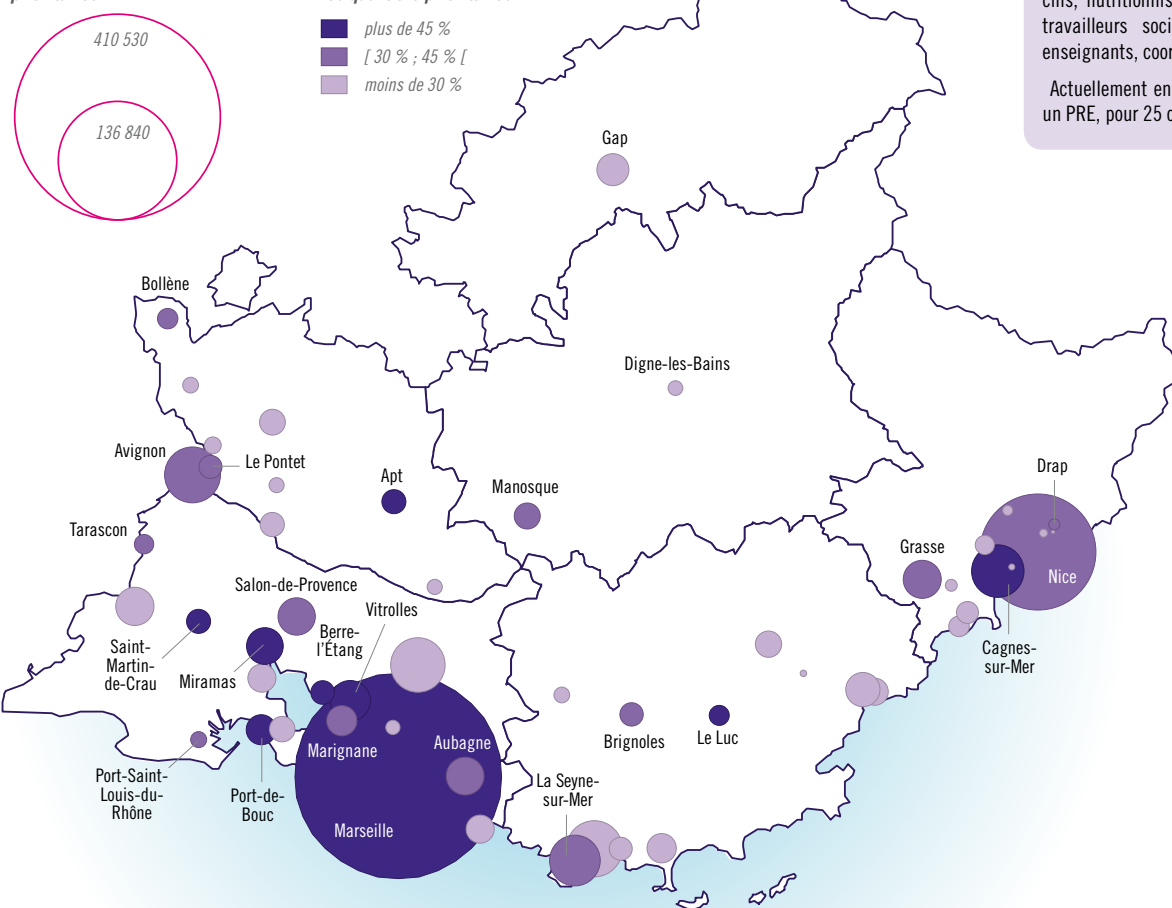 410 530
136 840
plus de 45 %
[ 30 % ; 45 % [
moins de 30 %
travailleurs soci
enseignants, coor
Actuellement en
un PRE, pour 25 c
Gap
Bollène
Digne-les-Bains
Avignon
Le Pontet
Apt
Manosque
Drap
Tarascon
Grasse
Nice
Salon-de-Provence
Vitrolles
Berre-
l’Étang
Saint-
Martin-
de-Crau
Miramas
Cagnes-
sur-Mer
Marignane
Aubagne
Brignoles
Le Luc
Port-Saint-
Louis-du-
Rhône
Port-de-
Bouc
La Seyne-
sur-Mer
Marseille